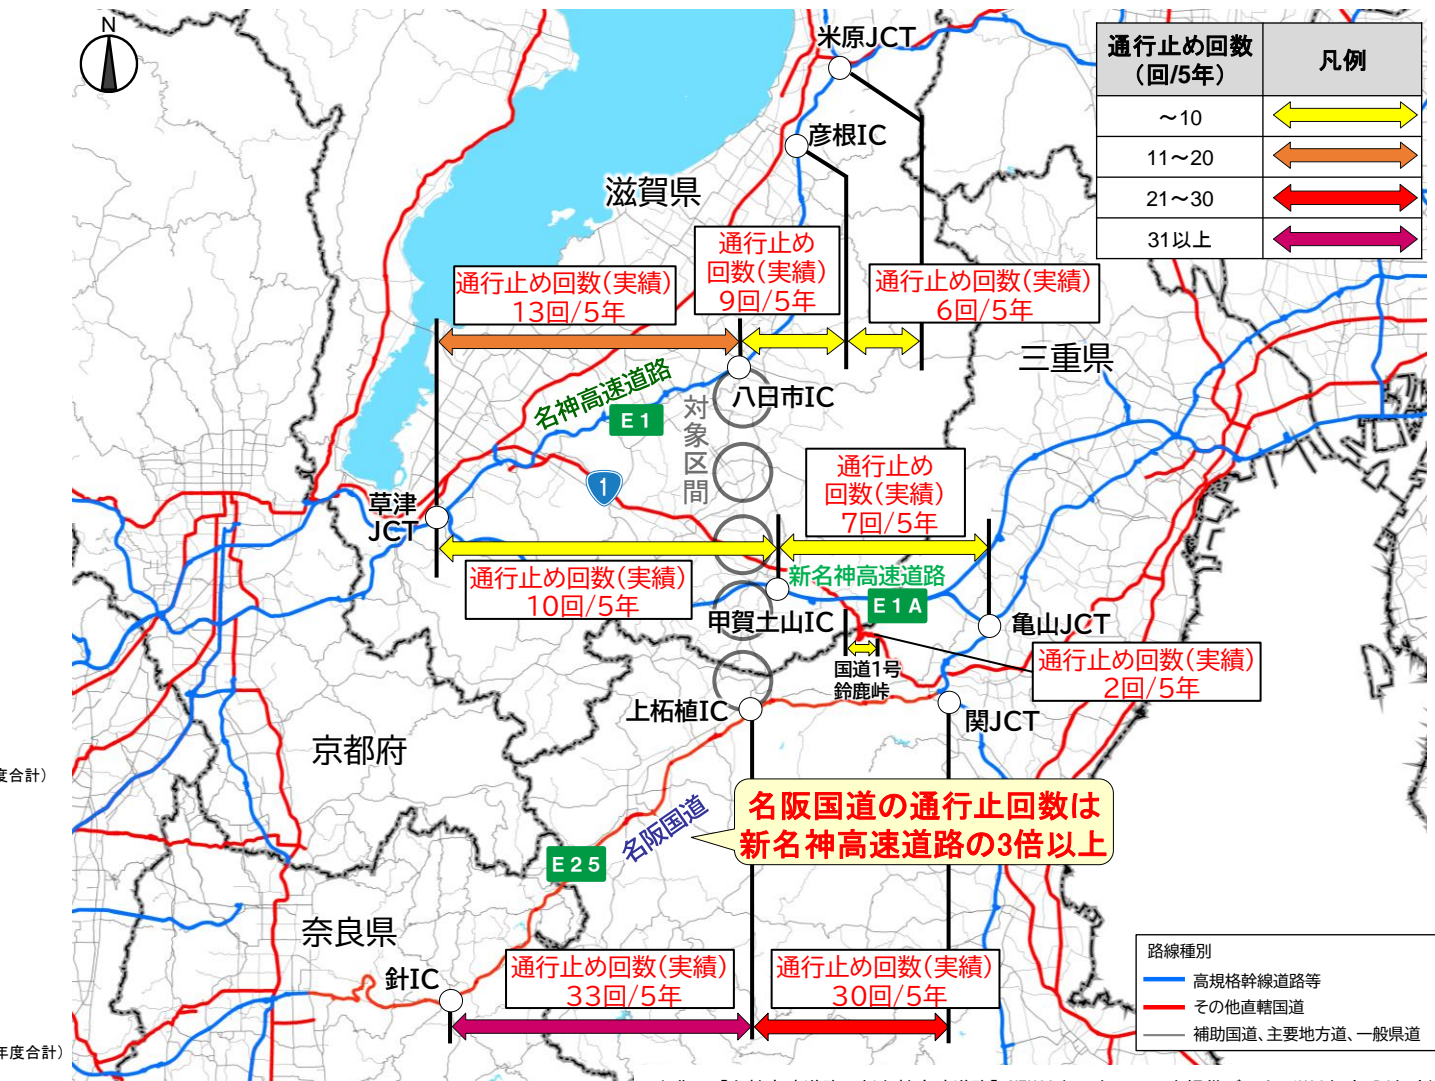 N
米原JCT
彦根IC
滋賀県
通行止め回数
（回/5年）
凡例
～10
11～20
21～30
31以上
通行止め回数(実績)
13回/5年
通行止め
回数(実績)
9回/5年
通行止め回数(実績)
6回/5年
三重県
名神高速道路
E1
八日市IC
対象区間
1
通行止め
回数(実績)
7回/5年
草津
JCT
通行止め回数(実績)
10回/5年
新名神高速道路
E1A
甲賀土山IC
亀山JCT
国道1号
鈴鹿峠
通行止め回数(実績)
2回/5年
上柘植IC
関JCT
京都府
度合計）
名阪国道の通行止回数は
新名神高速道路の3倍以上
名阪国道
E25
奈良県
針IC
通行止め回数(実績)
33回/5年
通行止め回数(実績)
30回/5年
路線種別
高規格幹線道路等
その他直轄国道
補助国道、主要地方道、一般県道
年度合計）